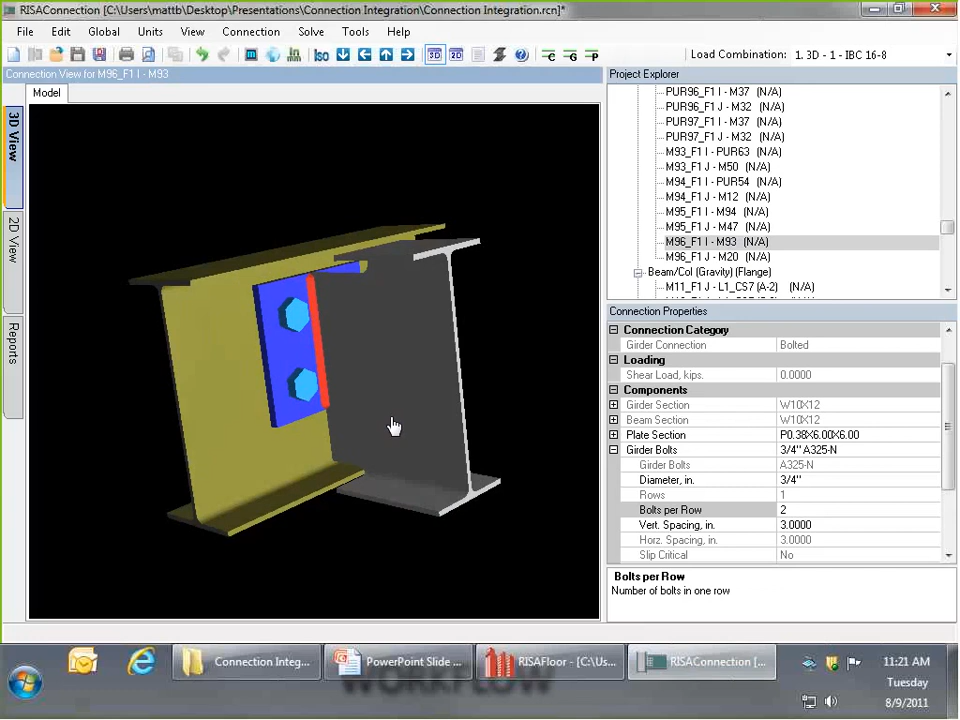 RISAConnection [C:\Users\mattb\Desktop\Presentations\Connection Integration\Connection Integration.rcn]*
File Edit Global Units View Connection Solve Tools Help
Iso 3D 2D C G P Load Combination: 1. 3D - 1 - IBC 16-8
Connection View for M96_F1 I - M93
Model
3D View
2D View
Reports
Project Explorer
PUR96_F1 I - M37 (N/A)
PUR96_F1 J - M32 (N/A)
PUR97_F1 I - M37 (N/A)
PUR97_F1 J - M32 (N/A)
M93_F1 I - PUR63 (N/A)
M93_F1 J - M50 (N/A)
M94_F1 I - PUR54 (N/A)
M94_F1 J - M12 (N/A)
M95_F1 I - M94 (N/A)
M95_F1 J - M47 (N/A)
M96_F1 I - M93 (N/A)
M96_F1 J - M20 (N/A)
Beam/Col (Gravity) (Flange)
M11_F1 J - L1_CS7 (A-2) (N/A)
Connection Properties
Connection Category
Girder Connection Bolted
Loading
Shear Load, kips. 0.0000
Components
Girder Section W10X12
Beam Section W10X12
Plate Section P0.38X6.00X6.00
Girder Bolts 3/4" A325-N
Girder Bolts A325-N
Diameter, in. 3/4"
Rows 1
Bolts per Row 2
Vert. Spacing, in. 3.0000
Horz. Spacing, in. 3.0000
Slip Critical No
Bolts per Row
Number of bolts in one row
Connection Integ... PowerPoint Slide ... RISAFloor - [C:\Us... RISAConnection [...
WORKFLOW
11:21 AM
Tuesday
8/9/2011